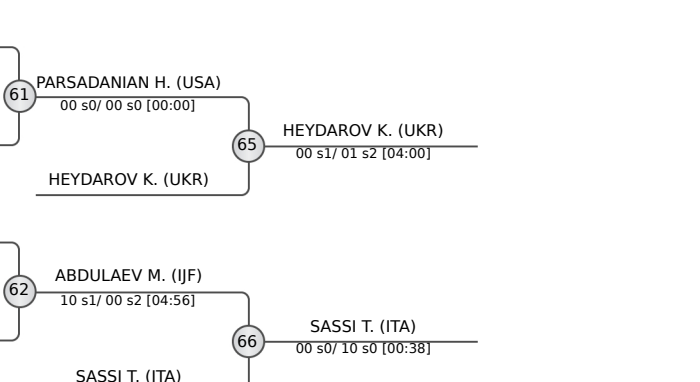 61
PARSADANIAN H. (USA)
00 s0/ 00 s0 [00:00]
65
HEYDAROV K. (UKR)
00 s1/ 01 s2 [04:00]
HEYDAROV K. (UKR)
62
ABDULAEV M. (IJF)
10 s1/ 00 s2 [04:56]
66
SASSI T. (ITA)
00 s0/ 10 s0 [00:38]
SASSI T. (ITA)